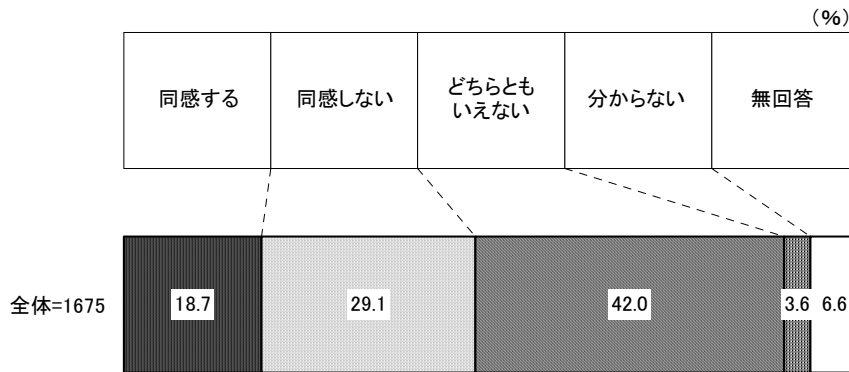 (%)
同感する
同感しない
どちらとも
いえない
分からない
無回答
全体=1675
18.7
29.1
42.0
3.6
6.6